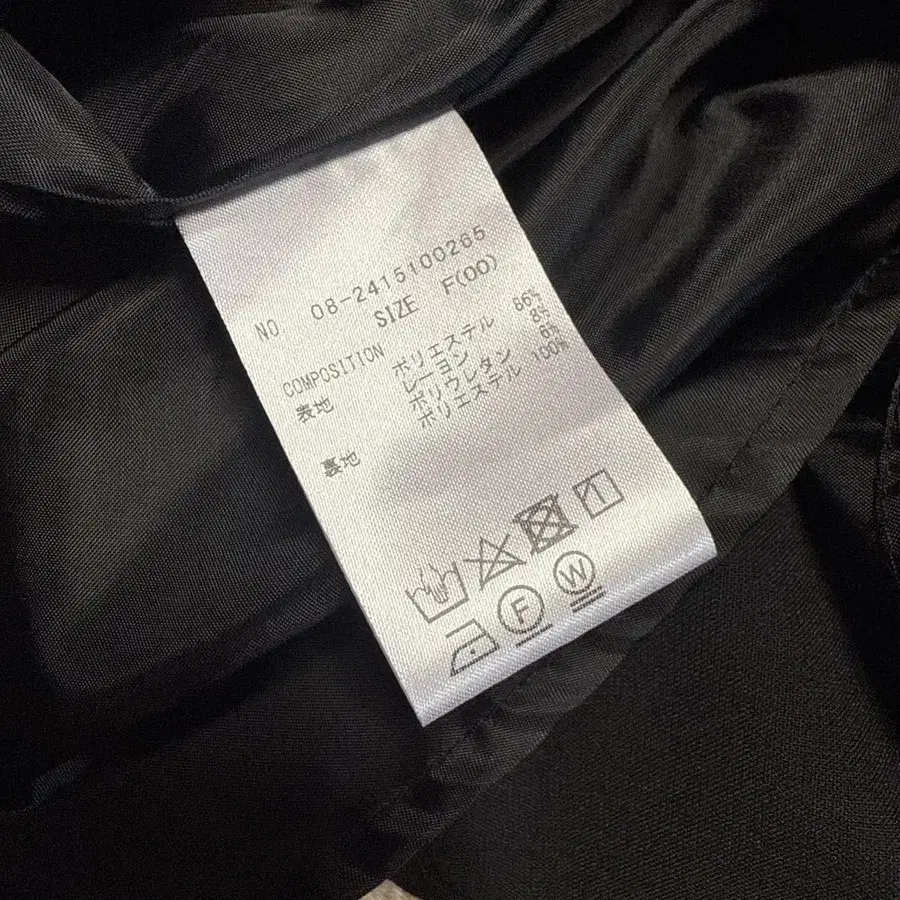 NO. 08-2415100265
SIZE F(00)
COMPOSITION
表地 ポリエステル 86%
レーヨン 8%
ポリウレタン 6%
裏地 ポリエステル 100%
F W